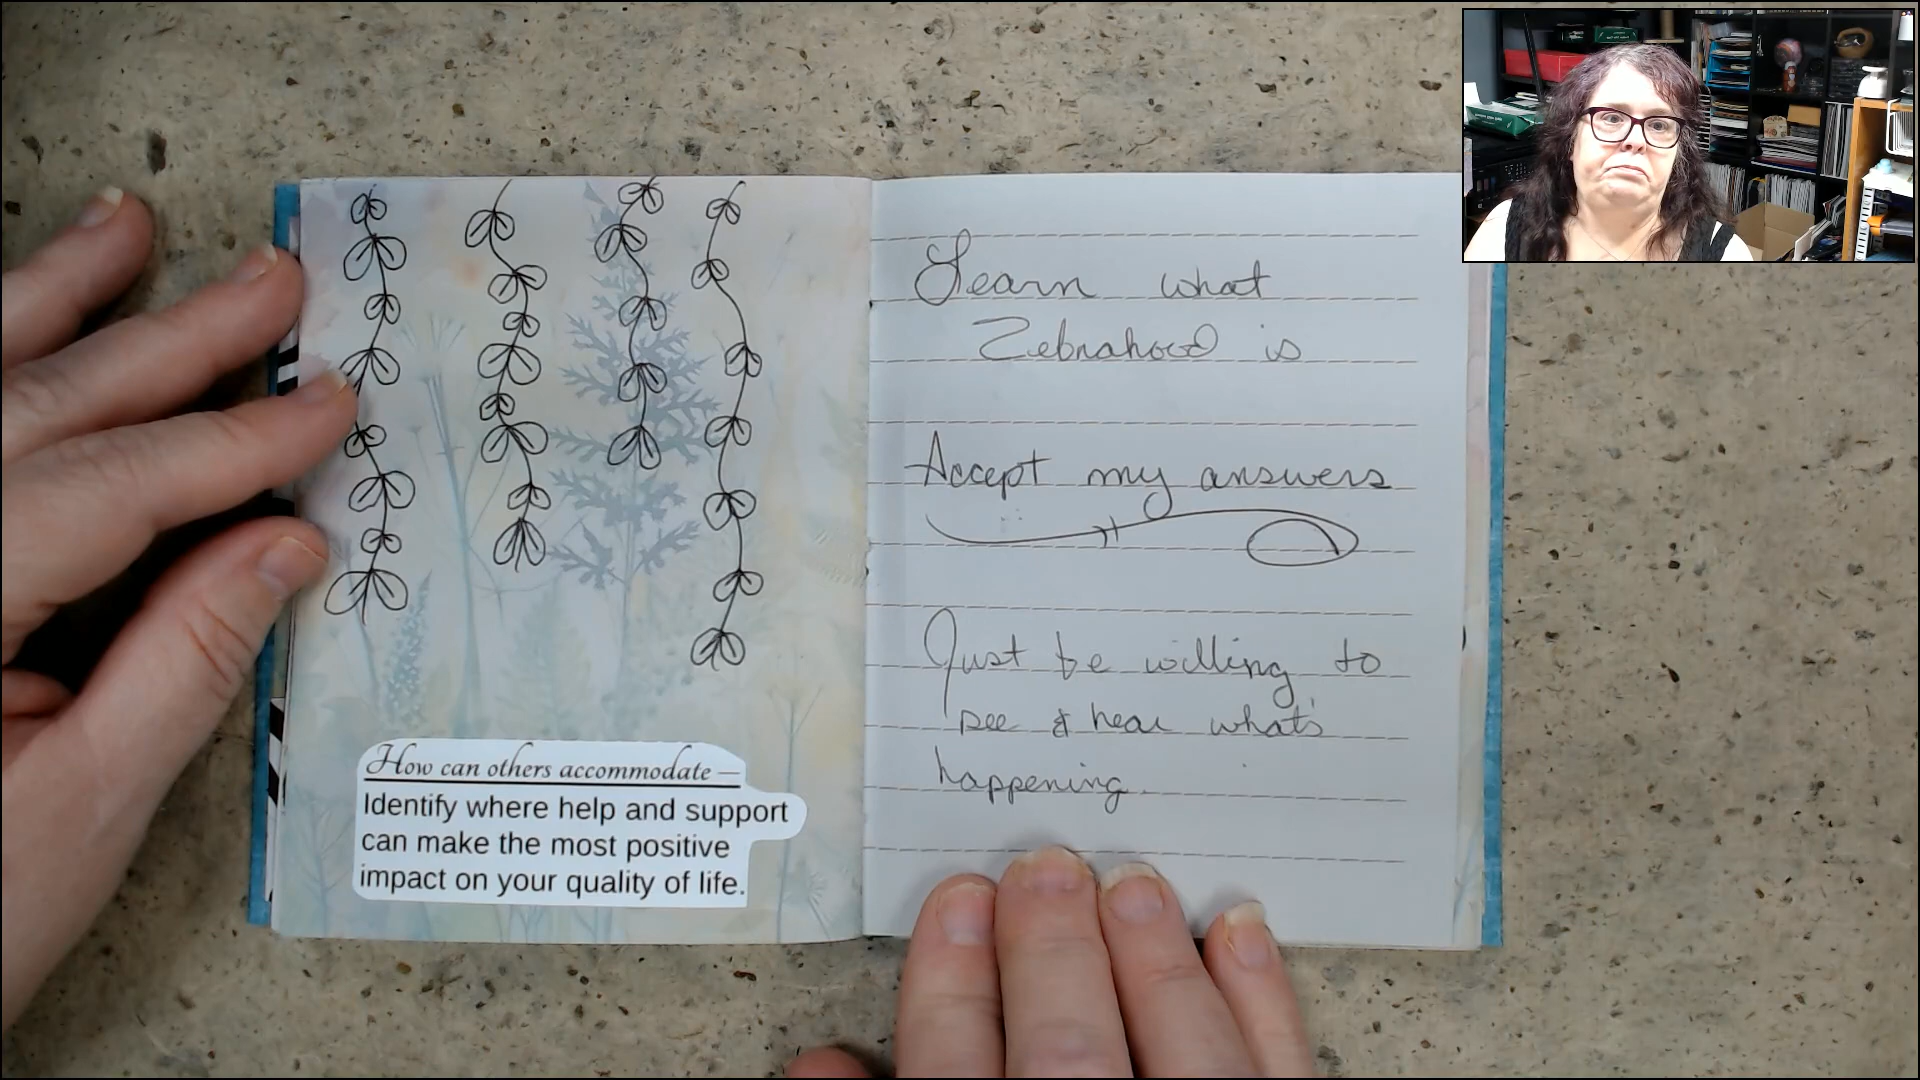 How can others accommodate —
Identify where help and support
can make the most positive
impact on your quality of life.
Learn what
Zebrahood is
Accept my answers
Just be willing to
see & hear what's
happening.